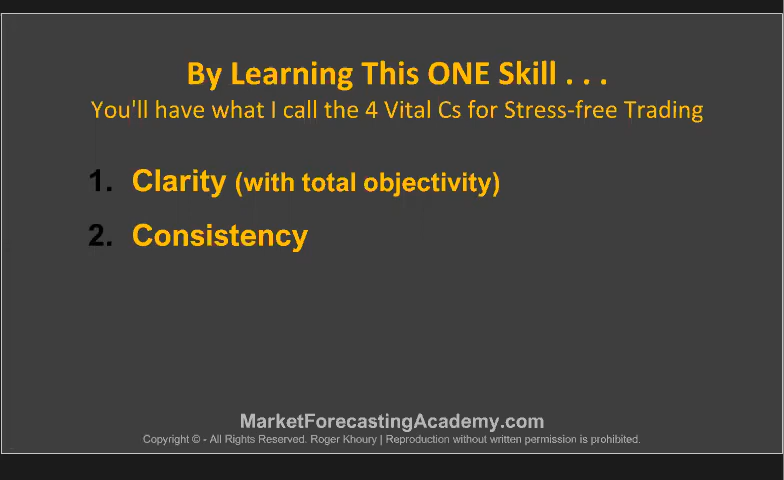 By Learning This ONE Skill . . .
You'll have what I call the 4 Vital Cs for Stress-free Trading
1. Clarity (with total objectivity)
2. Consistency
MarketForecastingAcademy.com
Copyright © - All Rights Reserved. Roger Khoury | Reproduction without written permission is prohibited.